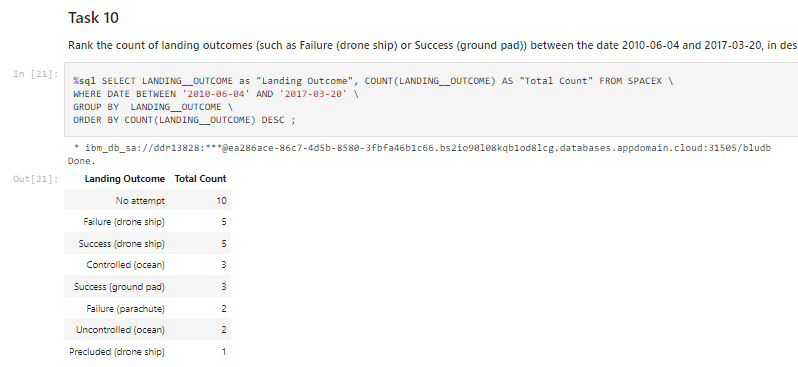 Task 10
Rank the count of landing outcomes (such as Failure (drone ship) or Success (ground pad)) between the date 2010-06-04 and 2017-03-20, in des
In [21]:
%sql SELECT LANDING__OUTCOME as "Landing Outcome", COUNT(LANDING__OUTCOME) AS "Total Count" FROM SPACEX \
WHERE DATE BETWEEN '2010-06-04' AND '2017-03-20' \
GROUP BY  LANDING__OUTCOME \
ORDER BY COUNT(LANDING__OUTCOME) DESC ;
* ibm_db_sa://ddr13828:***@ea286ace-86c7-4d5b-8580-3fbfa46b1c66.bs2io90l08kqb1od8lcg.databases.appdomain.cloud:31505/bludb
Done.
Out[21]:
Landing Outcome Total Count
No attempt 10
Failure (drone ship) 5
Success (drone ship) 5
Controlled (ocean) 3
Success (ground pad) 3
Failure (parachute) 2
Uncontrolled (ocean) 2
Precluded (drone ship) 1